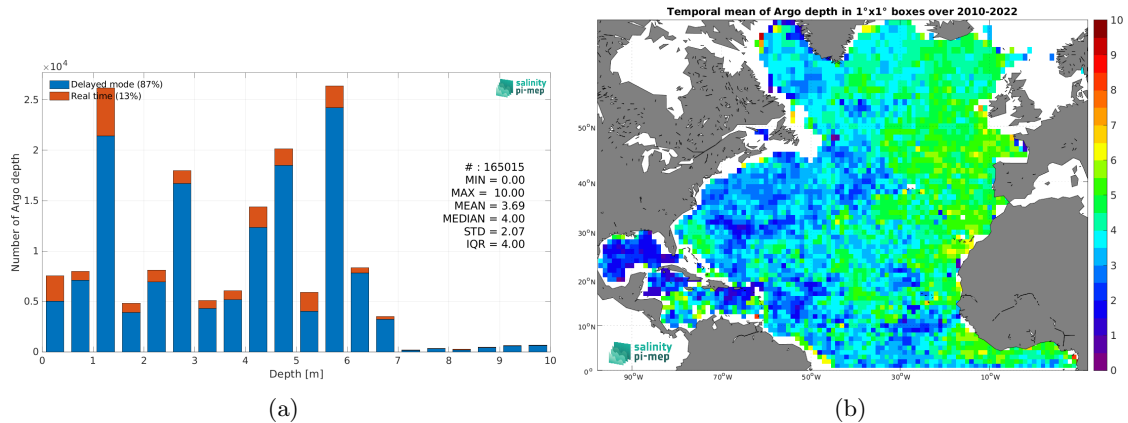 Temporal mean of Argo depth in 1°x1° boxes over 2010-2022
×10⁴
Delayed mode (87%)
Real time (13%)
salinity
pi-mep
# : 165015
MIN = 0.00
MAX = 10.00
MEAN = 3.69
MEDIAN = 4.00
STD = 2.07
IQR = 4.00
Number of Argo depth
2.5
2
1.5
1
0.5
0
0 1 2 3 4 5 6 7 8 9 10
Depth [m]
(a)
50°N
40°N
30°N
20°N
10°N
0°
90°W 70°W 50°W 30°W 10°W
salinity
pi-mep
10
9
8
7
6
5
4
3
2
1
0
(b)